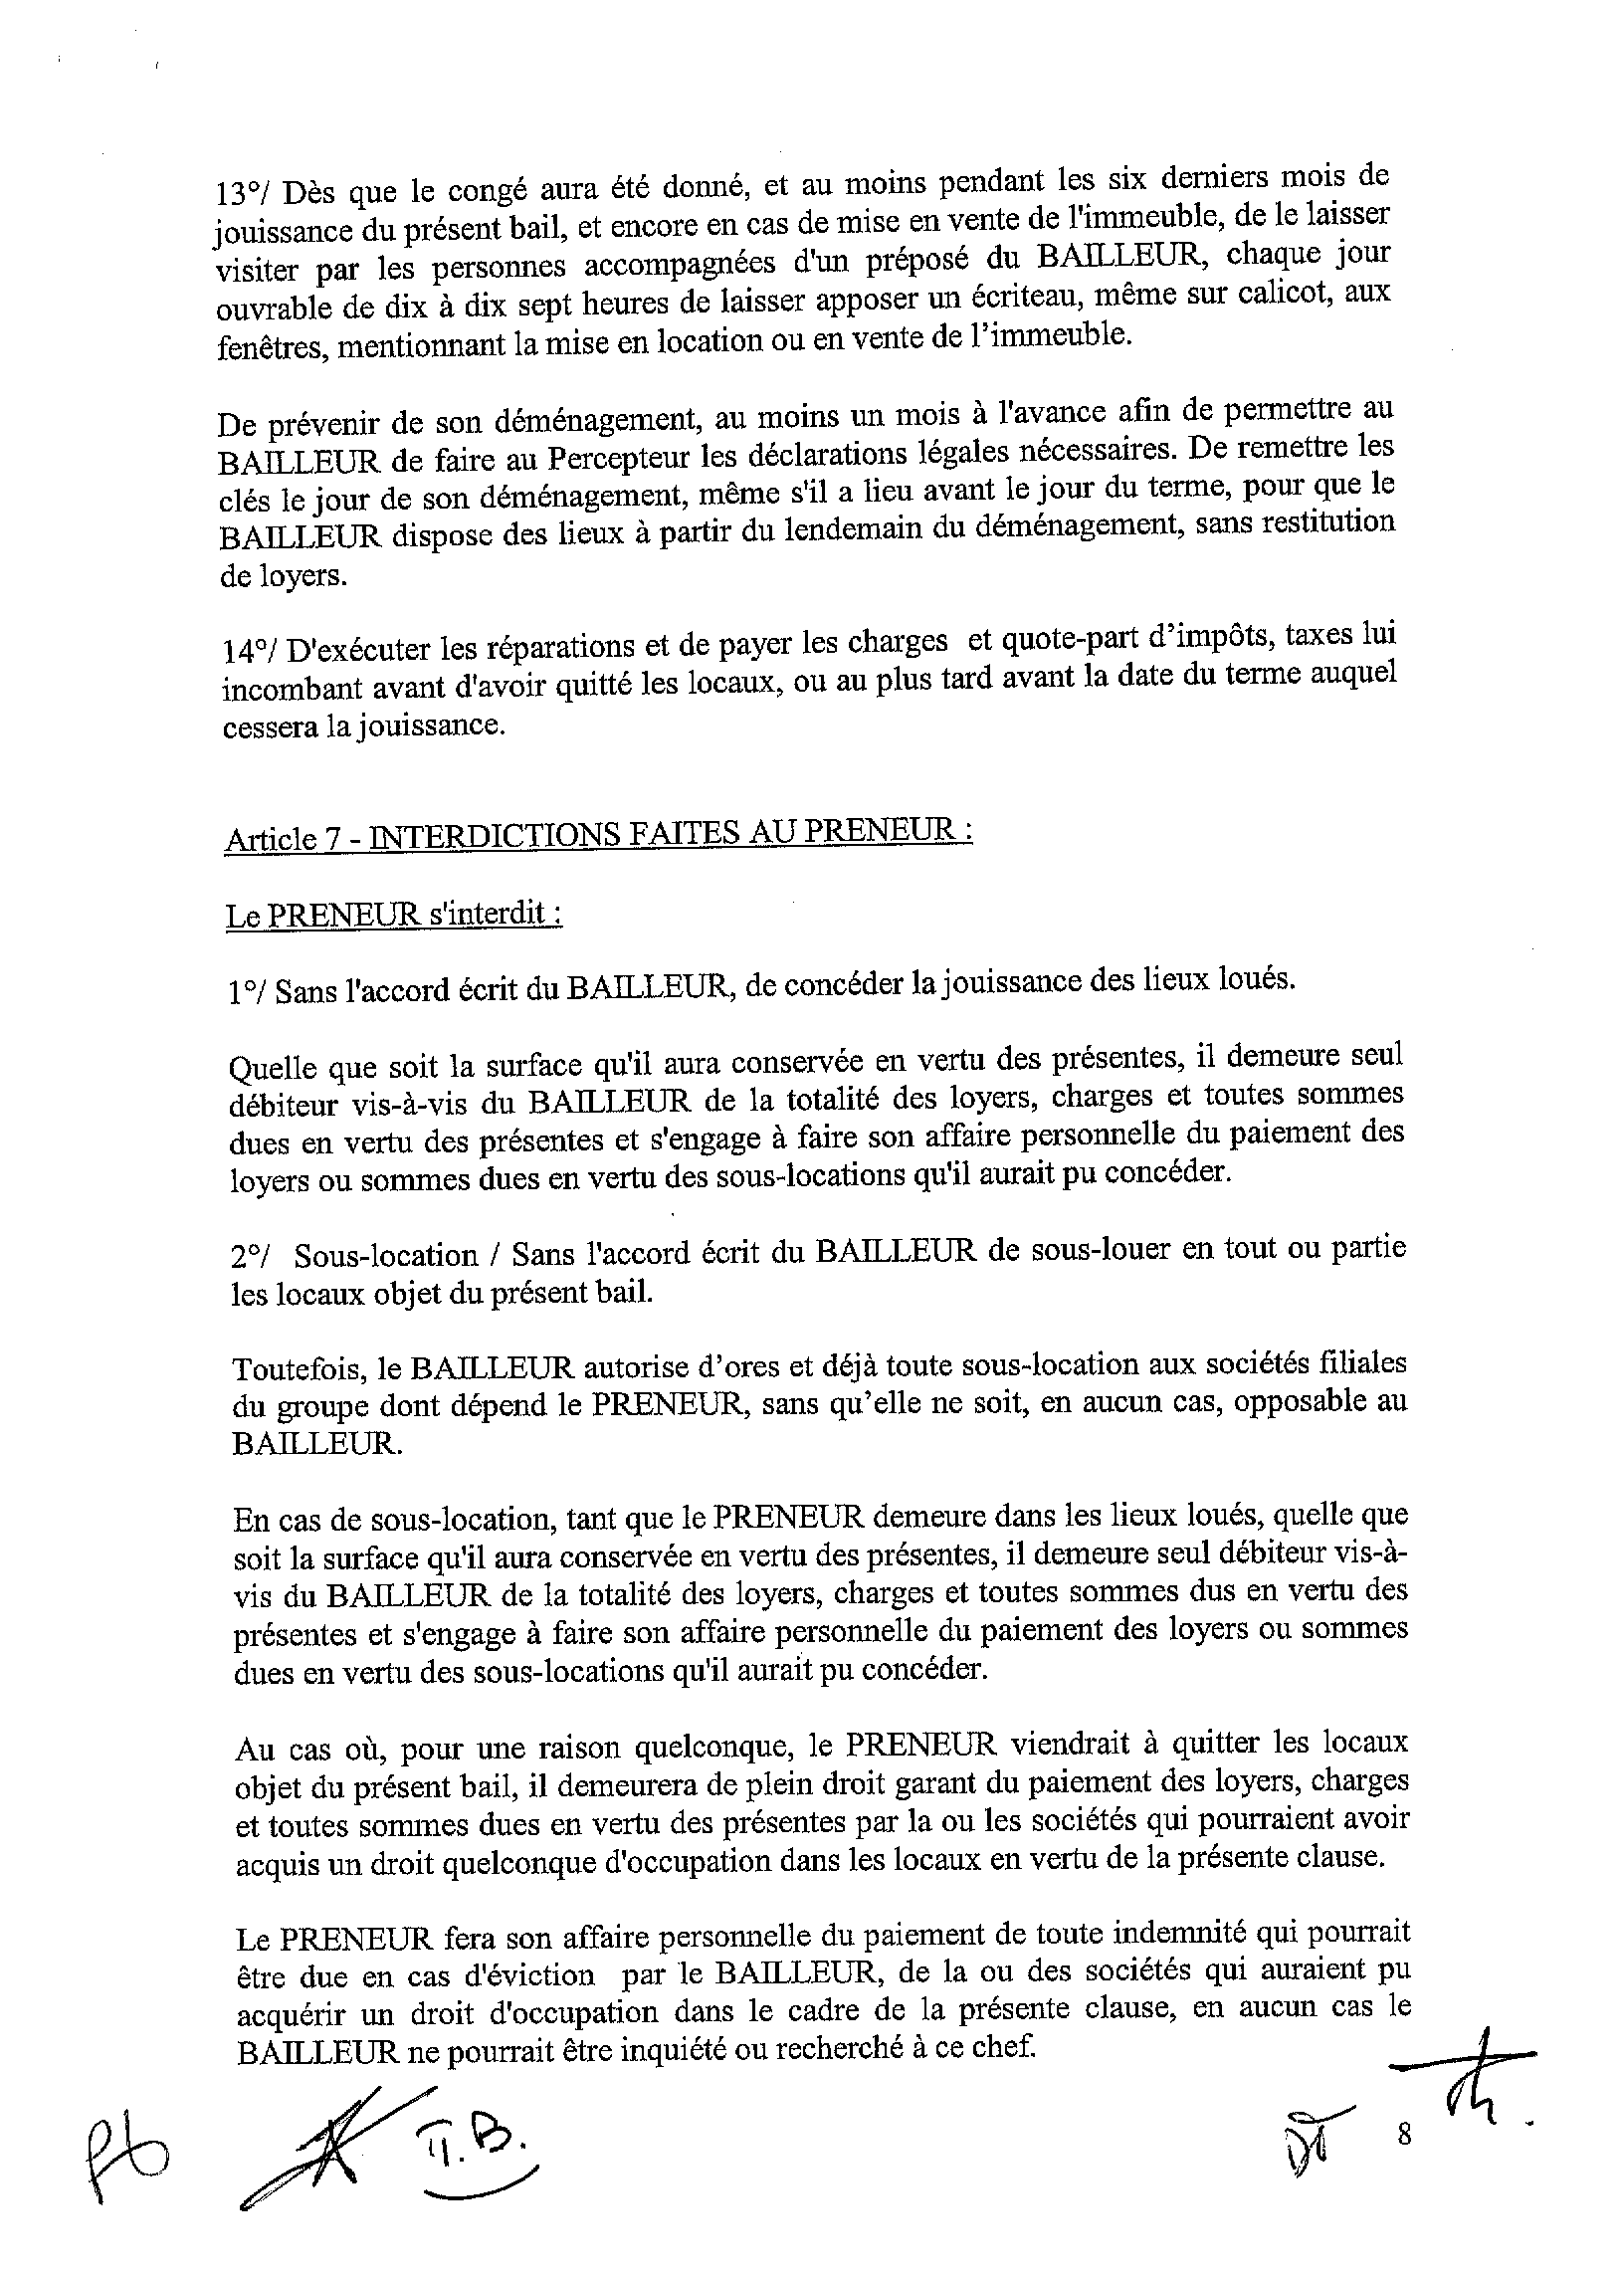 13°/ Dès que le congé aura été donné, et au moins pendant les six derniers mois de
jouissance du présent bail, et encore en cas de mise en vente de l'immeuble, de le laisser
visiter par les personnes accompagnées d'un préposé du BAILLEUR, chaque jour
ouvrable de dix à dix sept heures de laisser apposer un écriteau, même sur calicot, aux
fenêtres, mentionnant la mise en location ou en vente de l’immeuble.
De prévenir de son déménagement, au moins un mois à l'avance afin de permettre au
BAILLEUR de faire au Percepteur les déclarations légales nécessaires. De remettre les
clés le jour de son déménagement, même s'il a lieu avant le jour du terme, pour que le
BAILLEUR dispose des lieux à partir du lendemain du déménagement, sans restitution
de loyers.
14°/ D'exécuter les réparations et de payer les charges et quote-part d’impôts, taxes lui
incombant avant d'avoir quitté les locaux, ou au plus tard avant la date du terme auquel
cessera la jouissance.
Article 7 - INTERDICTIONS FAITES AU PRENEUR :
Le PRENEUR s'interdit :
1°/ Sans l'accord écrit du BAILLEUR, de concéder la jouissance des lieux loués.
Quelle que soit la surface qu'il aura conservée en vertu des présentes, il demeure seul
débiteur vis-à-vis du BAILLEUR de la totalité des loyers, charges et toutes sommes
dues en vertu des présentes et s'engage à faire son affaire personnelle du paiement des
loyers ou sommes dues en vertu des sous-locations qu'il aurait pu concéder.
2°/ Sous-location / Sans l'accord écrit du BAILLEUR de sous-louer en tout ou partie
les locaux objet du présent bail.
Toutefois, le BAILLEUR autorise d’ores et déjà toute sous-location aux sociétés filiales
du groupe dont dépend le PRENEUR, sans qu’elle ne soit, en aucun cas, opposable au
BAILLEUR.
En cas de sous-location, tant que le PRENEUR demeure dans les lieux loués, quelle que
soit la surface qu'il aura conservée en vertu des présentes, il demeure seul débiteur vis-à-
vis du BAILLEUR de la totalité des loyers, charges et toutes sommes dus en vertu des
présentes et s'engage à faire son affaire personnelle du paiement des loyers ou sommes
dues en vertu des sous-locations qu'il aurait pu concéder.
Au cas où, pour une raison quelconque, le PRENEUR viendrait à quitter les locaux
objet du présent bail, il demeurera de plein droit garant du paiement des loyers, charges
et toutes sommes dues en vertu des présentes par la ou les sociétés qui pourraient avoir
acquis un droit quelconque d'occupation dans les locaux en vertu de la présente clause.
Le PRENEUR fera son affaire personnelle du paiement de toute indemnité qui pourrait
être due en cas d'éviction par le BAILLEUR, de la ou des sociétés qui auraient pu
acquérir un droit d'occupation dans le cadre de la présente clause, en aucun cas le
BAILLEUR ne pourrait être inquiété ou recherché à ce chef.
8